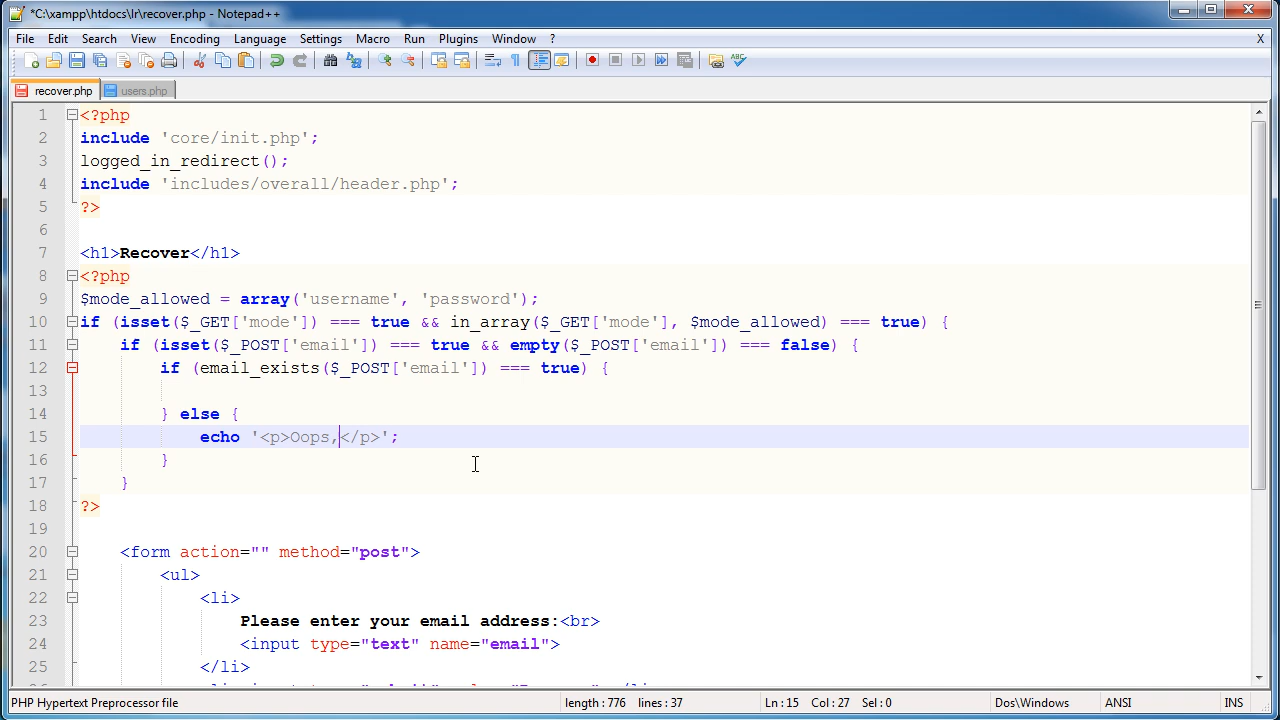 *C:\xampp\htdocs\lr\recover.php - Notepad++
File Edit Search View Encoding Language Settings Macro Run Plugins Window ? X
recover.php users.php
1 <?php
2 include 'core/init.php';
3 logged_in_redirect();
4 include 'includes/overall/header.php';
5 ?>
6
7 <h1>Recover</h1>
8 <?php
9 $mode_allowed = array('username', 'password');
10 if (isset($_GET['mode']) === true && in_array($_GET['mode'], $mode_allowed) === true) {
11     if (isset($_POST['email']) === true && empty($_POST['email']) === false) {
12         if (email_exists($_POST['email']) === true) {
13
14         } else {
15             echo '<p>Oops,</p>';
16         }
17     }
18 ?>
19
20     <form action="" method="post">
21         <ul>
22             <li>
23                 Please enter your email address:<br>
24                 <input type="text" name="email">
25             </li>
PHP Hypertext Preprocessor file length : 776 lines : 37 Ln : 15 Col : 27 Sel : 0 Dos\Windows ANSI INS